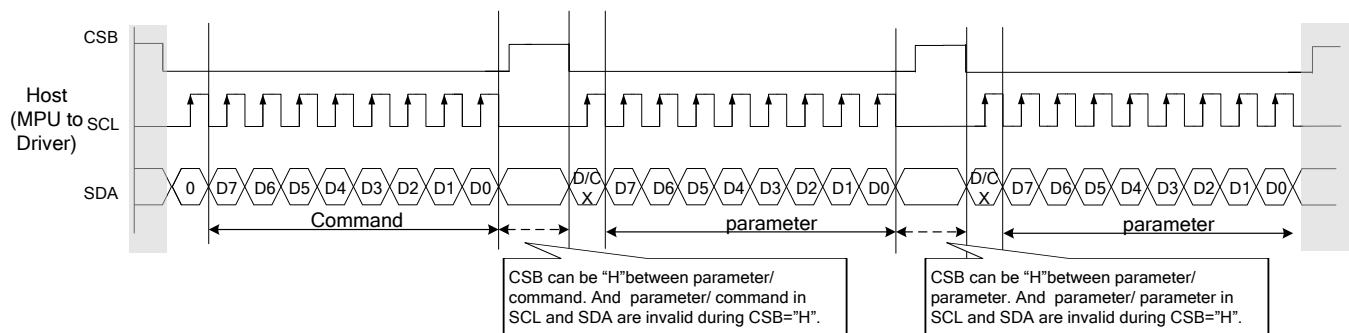 CSB
Host
(MPU to
Driver)
SCL
SDA
0 D7 D6 D5 D4 D3 D2 D1 D0 D/C X D7 D6 D5 D4 D3 D2 D1 D0 D/C X D7 D6 D5 D4 D3 D2 D1 D0
Command parameter parameter
CSB can be “H”between parameter/
command. And  parameter/ command in
SCL and SDA are invalid during CSB=”H”.
CSB can be “H”between parameter/
parameter. And  parameter/ parameter in
SCL and SDA are invalid during CSB=”H”.